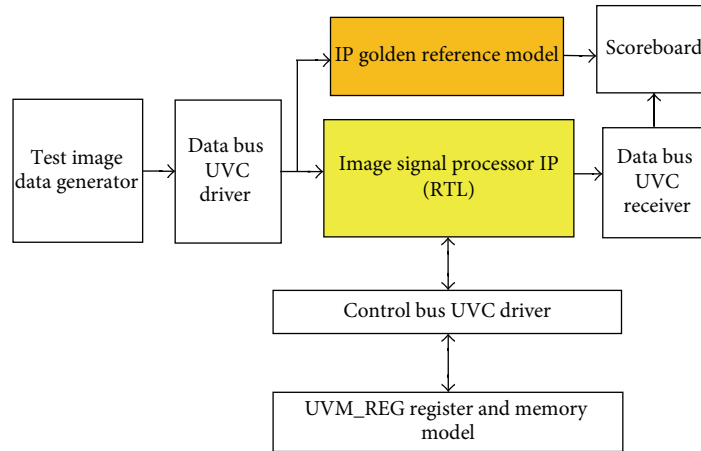 IP golden reference model
Scoreboard
Test image
data generator
Data bus
UVC
driver
Image signal processor IP
(RTL)
Data bus
UVC
receiver
Control bus UVC driver
UVM_REG register and memory
model